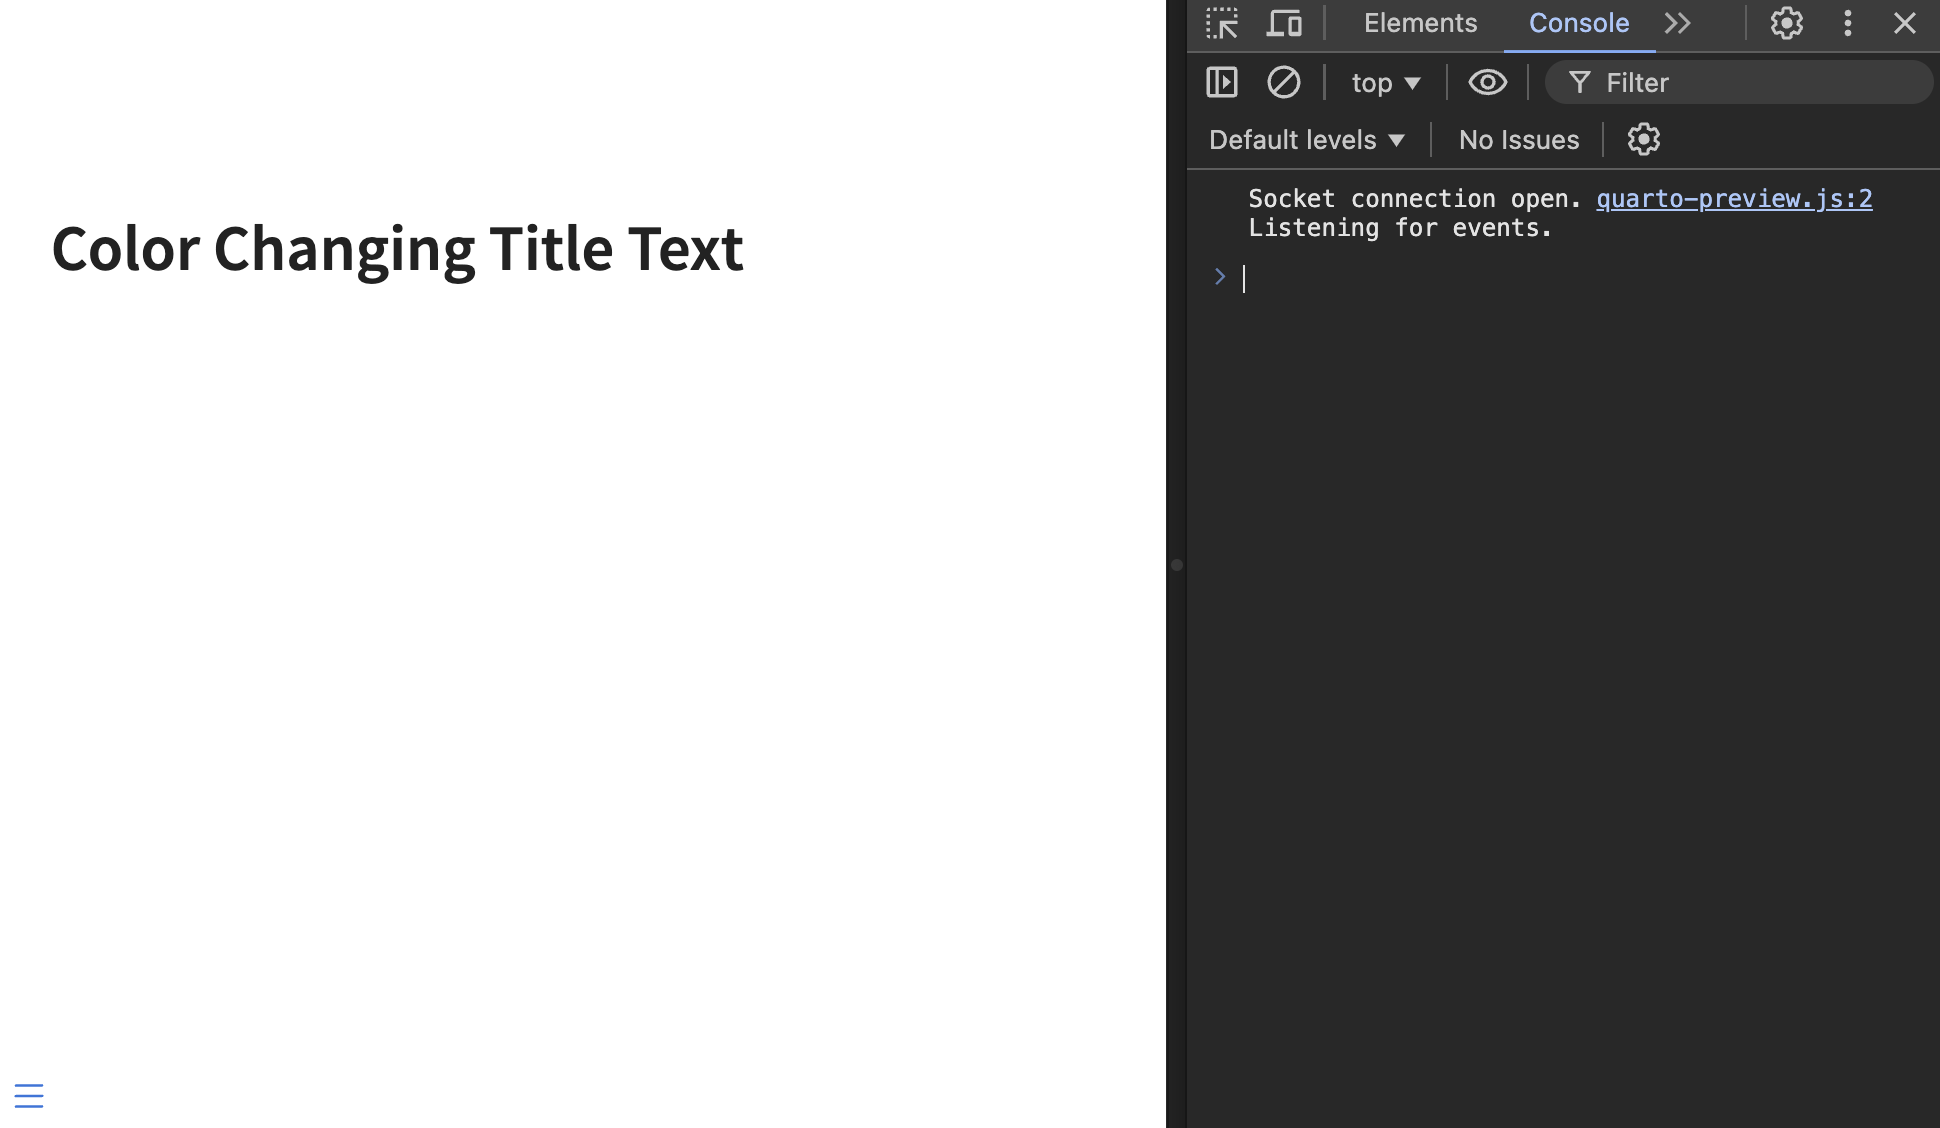 Color Changing Title Text
Elements Console
top Filter
Default levels No Issues
Socket connection open. quarto-preview.js:2
Listening for events.